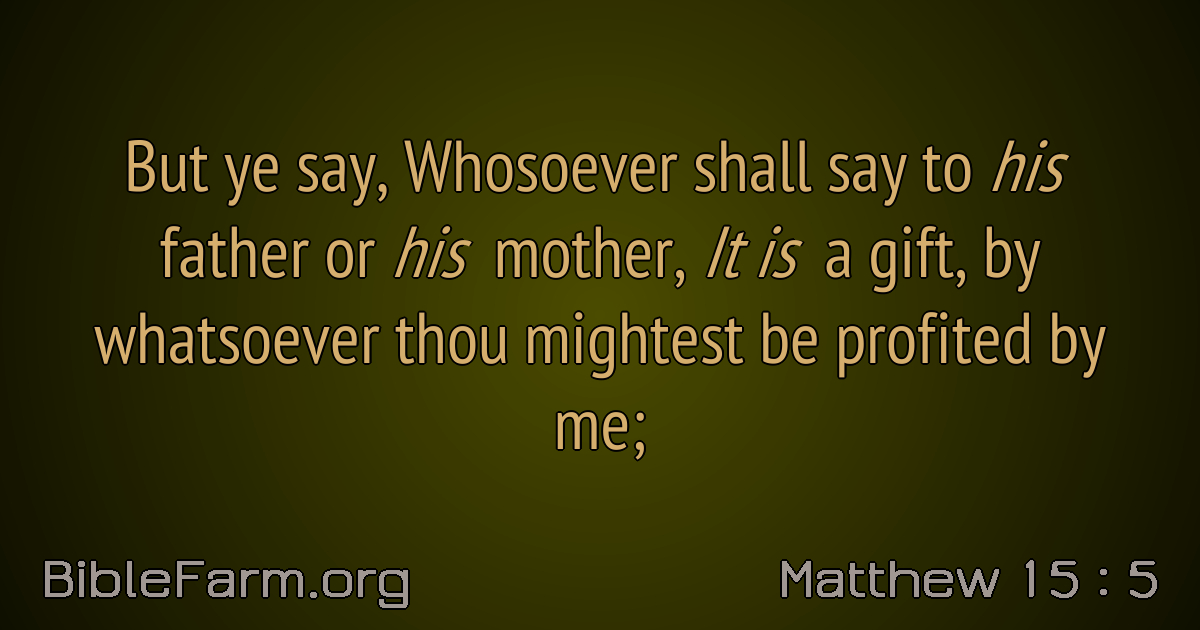 But ye say, Whosoever shall say to his
father or his mother, It is a gift, by
whatsoever thou mightest be profited by
me;
BibleFarm.org
Matthew 15 : 5